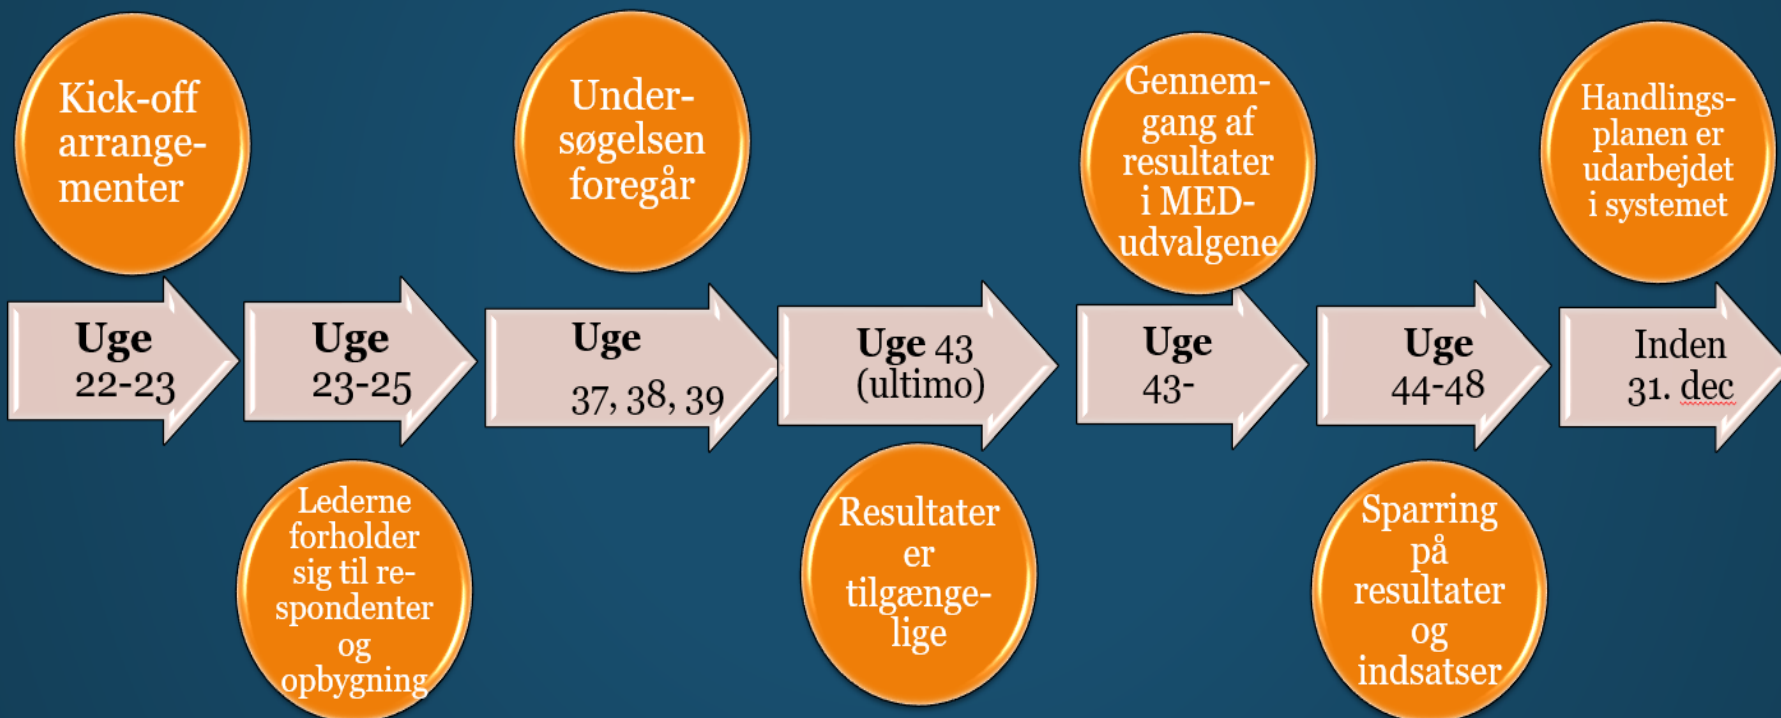 Kick-off
arrange-
menter
Under-
søgelsen
foregår
Gennem-
gang af
resultater
i MED-
udvalgene
Handlings-
planen er
udarbejdet
i systemet
Uge
22-23
Uge
23-25
Uge
37, 38, 39
Uge 43
(ultimo)
Uge
43-
Uge
44-48
Inden
31. dec
Lederne
forholder
sig til re-
spondenter
og
opbygning
Resultater
er
tilgænge-
lige
Sparring
på
resultater
og
indsatser